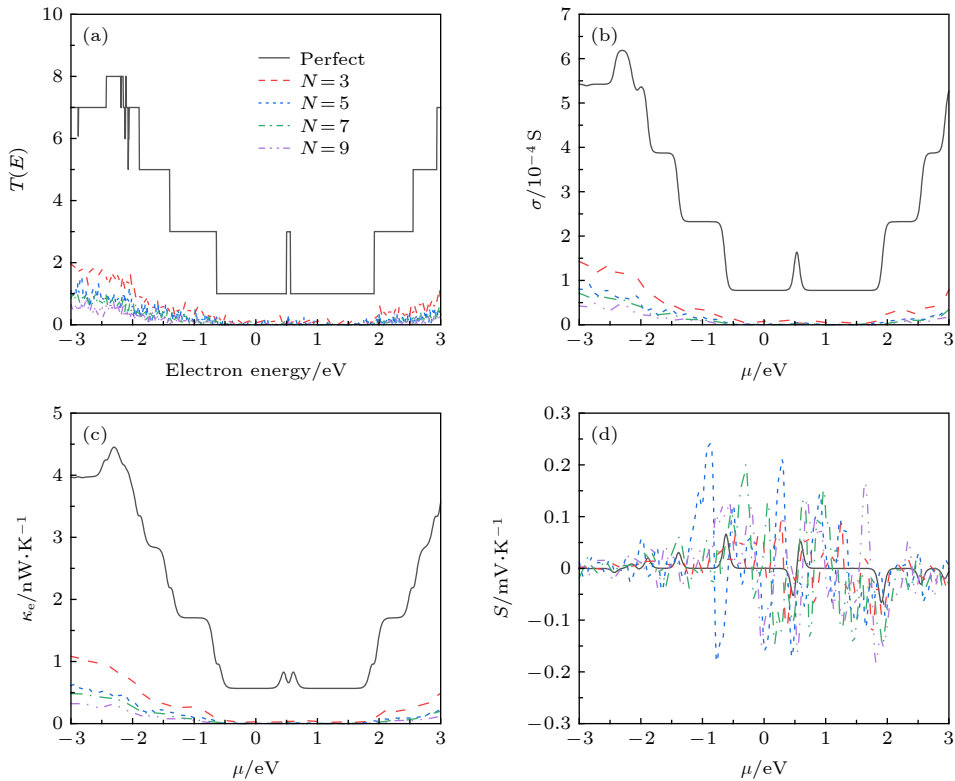 10
8
6
4
2
0
T(E)
(a)
Perfect
N=3
N=5
N=7
N=9
−3 −2 −1 0 1 2 3
Electron energy/eV
7
6
5
4
3
2
1
0
σ/10⁻⁴ S
(b)
−3 −2 −1 0 1 2 3
μ/eV
5
4
3
2
1
0
κₑ/nW·K⁻¹
(c)
−3 −2 −1 0 1 2 3
μ/eV
0.3
0.2
0.1
0
−0.1
−0.2
−0.3
S/mV·K⁻¹
(d)
−3 −2 −1 0 1 2 3
μ/eV